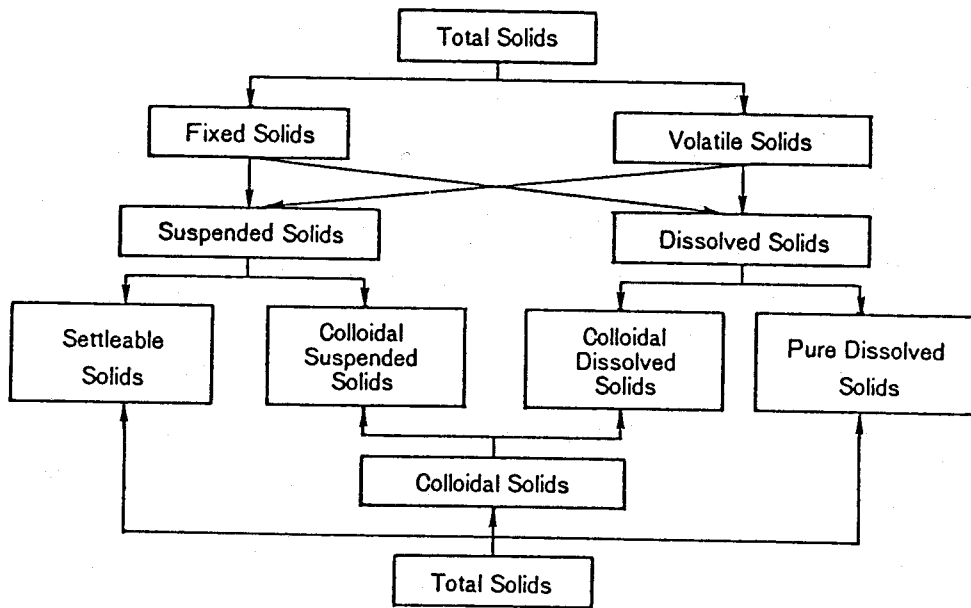 Total Solids
Fixed Solids
Volatile Solids
Suspended Solids
Dissolved Solids
Settleable
Solids
Colloidal
Suspended
Solids
Colloidal
Dissolved
Solids
Pure Dissolved
Solids
Colloidal Solids
Total Solids